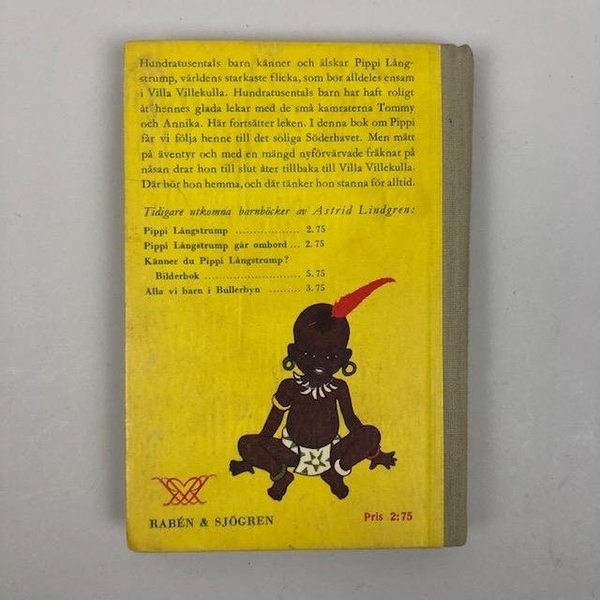 Hundratusentals barn känner och älskar Pippi Lång-
strump, världens starkaste flicka, som bor alldeles ensam
i Villa Villekulla. Hundratusentals barn har haft roligt
åt hennes glada lekar med de små kamraterna Tommy
och Annika. Här fortsätter leken. I denna bok om Pippi
får vi följa henne till det soliga Söderhavet. Men mätt
på äventyr och med en mängd nyförvärvade fräknar på
näsan drar hon till slut åter tillbaka till Villa Villekulla.
Där hör hon hemma, och där tänker hon stanna för alltid.
Tidigare utkomna barnböcker av Astrid Lindgren:
Pippi Långstrump .................. 2.75
Pippi Långstrump går ombord ... 2.75
Känner du Pippi Långstrump?
Bilderbok ........................ 5.75
Alla vi barn i Bullerbyn ......... 3.75
RABÉN & SJÖGREN
Pris 2:75